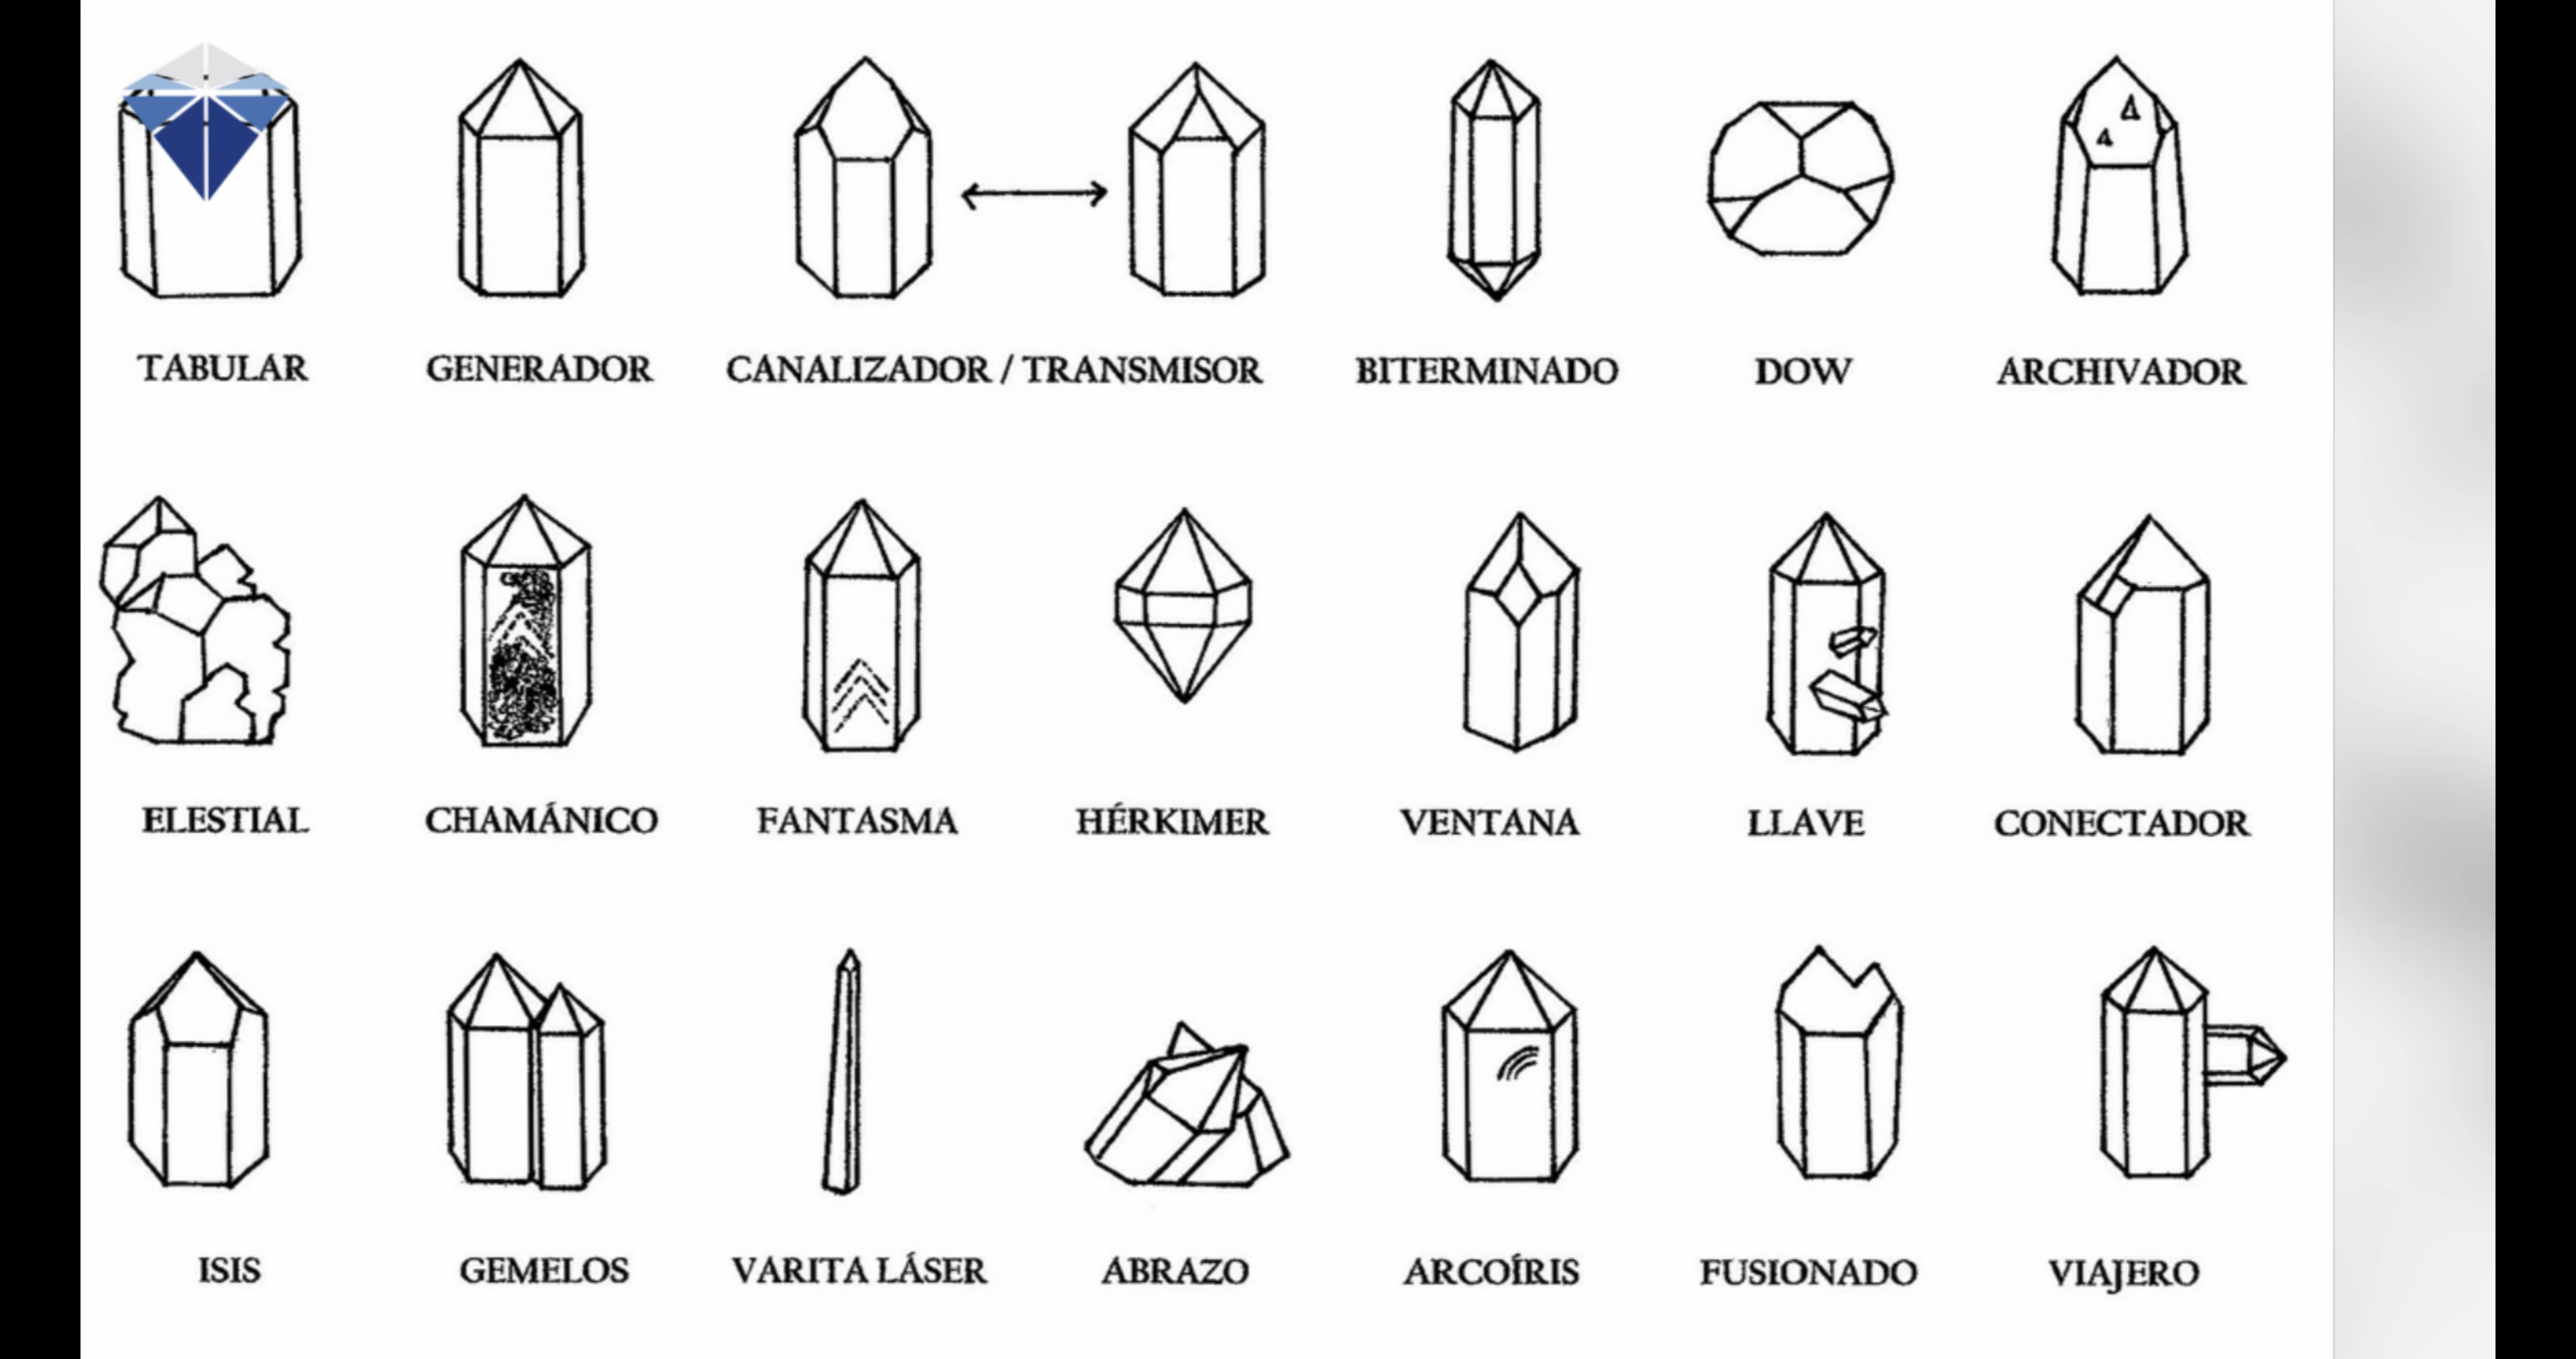 TABULAR
GENERADOR
CANALIZADOR / TRANSMISOR
BITERMINADO
DOW
ARCHIVADOR
ELESTIAL
CHAMÁNICO
FANTASMA
HÉRKIMER
VENTANA
LLAVE
CONECTADOR
ISIS
GEMELOS
VARITA LÁSER
ABRAZO
ARCOÍRIS
FUSIONADO
VIAJERO